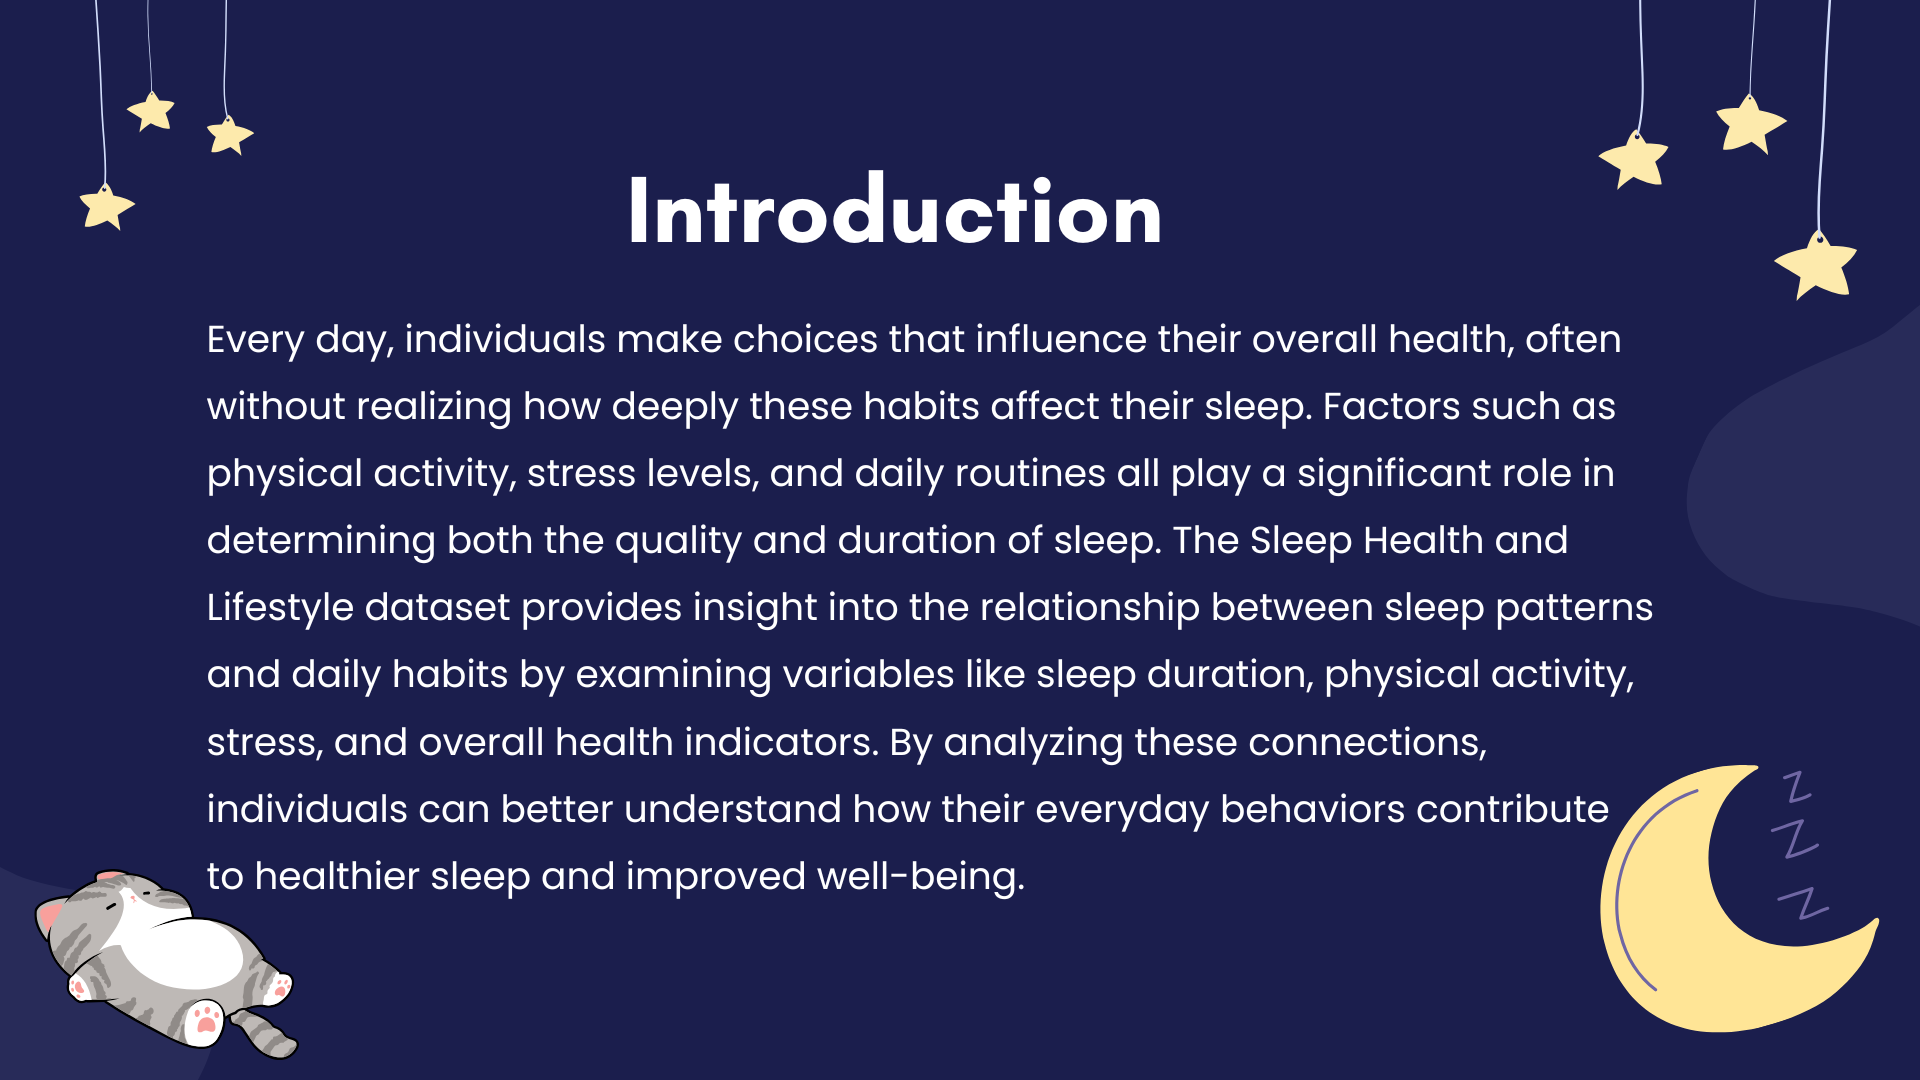 Introduction
Every day, individuals make choices that influence their overall health, often
without realizing how deeply these habits affect their sleep. Factors such as
physical activity, stress levels, and daily routines all play a significant role in
determining both the quality and duration of sleep. The Sleep Health and
Lifestyle dataset provides insight into the relationship between sleep patterns
and daily habits by examining variables like sleep duration, physical activity,
stress, and overall health indicators. By analyzing these connections,
individuals can better understand how their everyday behaviors contribute
to healthier sleep and improved well-being.
Z
Z
Z